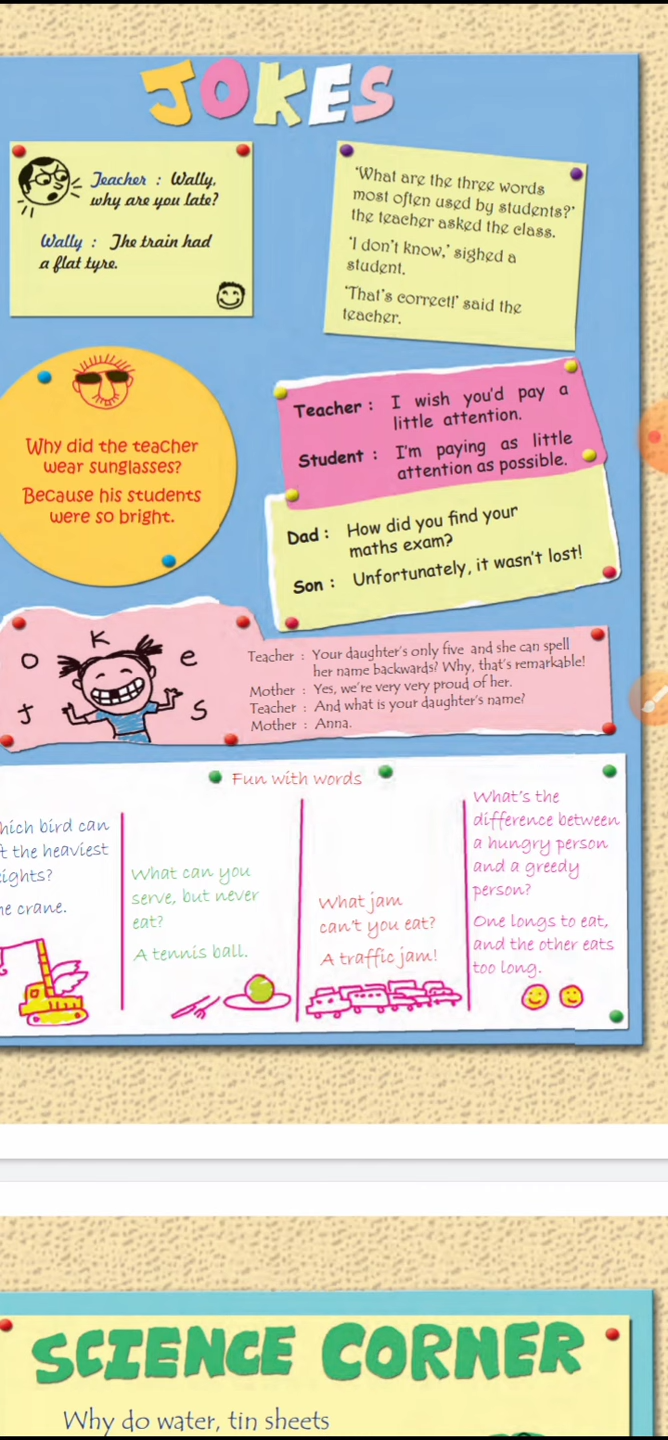 JOKES
Teacher : Wally,
why are you late?
Wally : The train had
a flat tyre.
‘What are the three words
most often used by students?’
the teacher asked the class.
‘I don’t know,’ sighed a
student.
‘That’s correct!’ said the
teacher.
Why did the teacher
wear sunglasses?
Because his students
were so bright.
Teacher : I wish you’d pay a
little attention.
Student : I’m paying as little
attention as possible.
Dad : How did you find your
maths exam?
Son : Unfortunately, it wasn’t lost!
J o K e S
Teacher : Your daughter’s only five and she can spell
her name backwards? Why, that’s remarkable!
Mother : Yes, we’re very very proud of her.
Teacher : And what is your daughter’s name?
Mother : Anna.
Fun with words
hich bird can
t the heaviest
ights?
he crane.
What can you
serve, but never
eat?
A tennis ball.
What jam
can’t you eat?
A traffic jam!
What’s the
difference between
a hungry person
and a greedy
person?
One longs to eat,
and the other eats
too long.
SCIENCE CORNER
Why do water, tin sheets